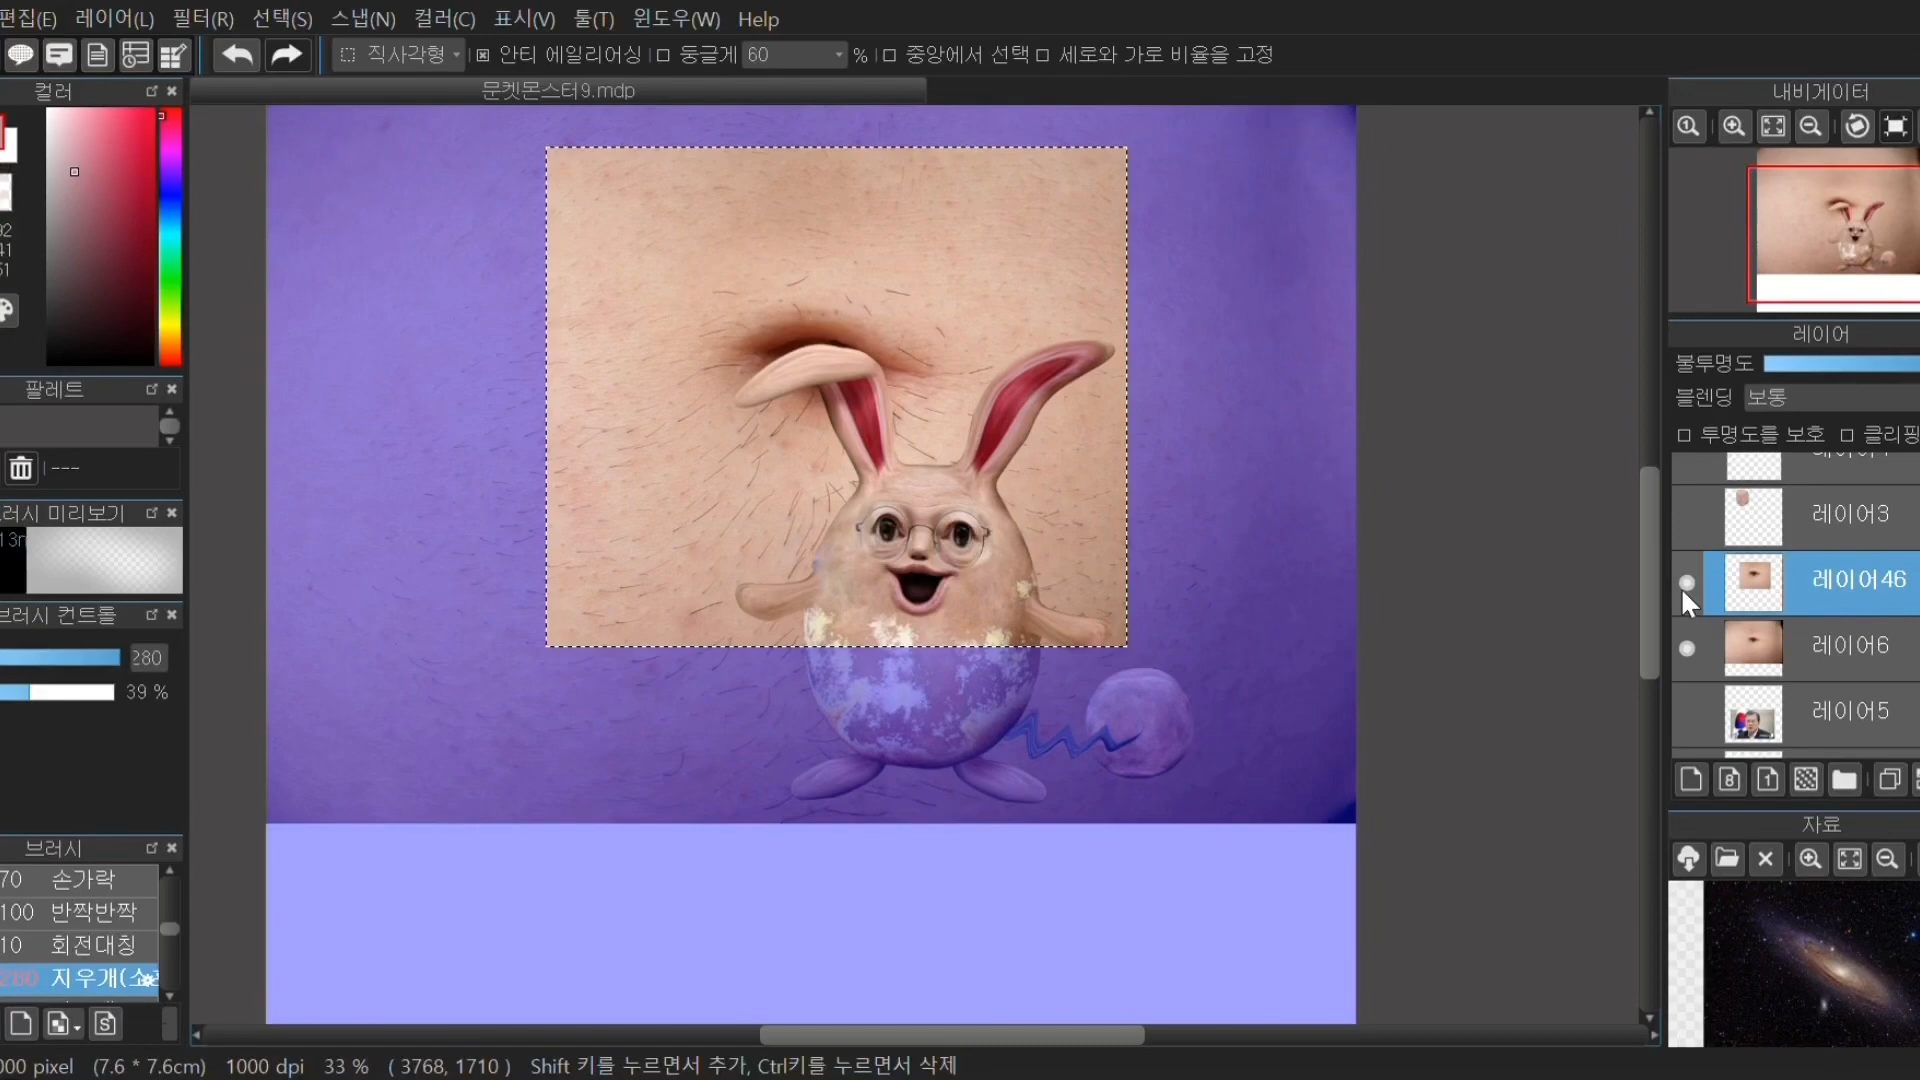 편집(E) 레이어(L) 필터(R) 선택(S) 스냅(N) 컬러(C) 표시(V) 툴(T) 윈도우(W) Help
직사각형 안티 에일리어싱 둥글게 60 % 중앙에서 선택 세로와 가로 비율을 고정
컬러
문켓몬스터9.mdp
내비게이터
팔레트
---
러시 미리보기
브러시 컨트롤
280
39 %
브러시
70 손가락
100 반짝반짝
10 회전대칭
280 지우개(소프
레이어
불투명도
블렌딩 보통
투명도를 보호 클리핑
레이어3
레이어46
레이어6
레이어5
8
1
자료
000 pixel (7.6 * 7.6cm) 1000 dpi 33 % ( 3768, 1710 ) Shift 키를 누르면서 추가, Ctrl키를 누르면서 삭제